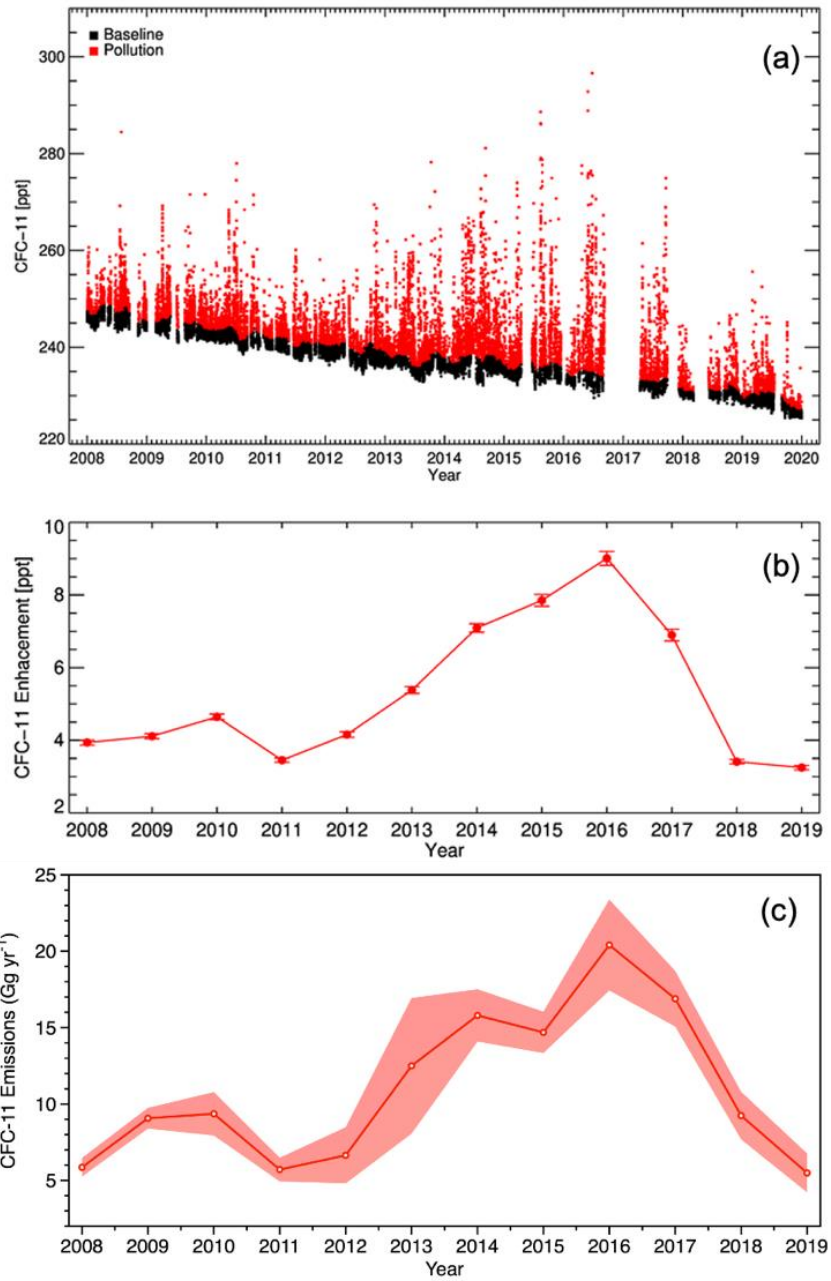 Baseline
Pollution
(a)
300
280
260
240
220
CFC-11 [ppt]
2008 2009 2010 2011 2012 2013 2014 2015 2016 2017 2018 2019 2020
Year
(b)
10
8
6
4
2
CFC-11 Enhacement [ppt]
2008 2009 2010 2011 2012 2013 2014 2015 2016 2017 2018 2019
Year
(c)
25
20
15
10
5
CFC-11 Emissions (Gg yr⁻¹)
2008 2009 2010 2011 2012 2013 2014 2015 2016 2017 2018 2019
Year